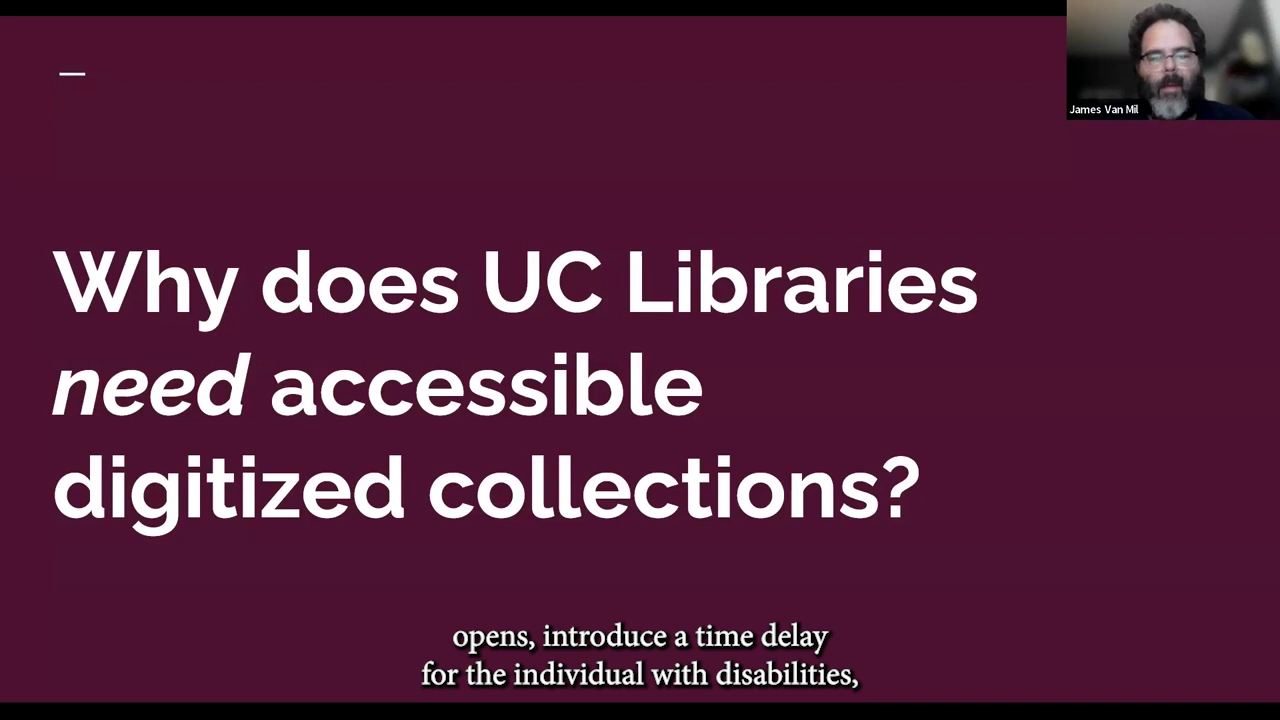 James Van Mil
Why does UC Libraries
need accessible
digitized collections?
opens, introduce a time delay
for the individual with disabilities,